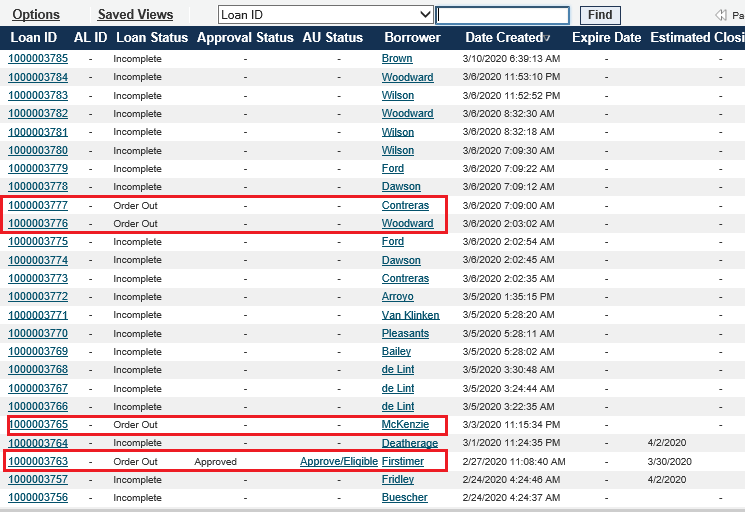 Options Saved Views Loan ID Find Pa
Loan ID AL ID Loan Status Approval Status AU Status Borrower Date Created Expire Date Estimated Closi
1000003785 - Incomplete - - Brown 3/10/2020 6:39:13 AM - -
1000003784 - Incomplete - - Woodward 3/6/2020 11:53:10 PM - -
1000003783 - Incomplete - - Wilson 3/6/2020 11:52:52 PM - -
1000003782 - Incomplete - - Woodward 3/6/2020 8:32:30 AM - -
1000003781 - Incomplete - - Wilson 3/6/2020 8:32:18 AM - -
1000003780 - Incomplete - - Wilson 3/6/2020 7:09:30 AM - -
1000003779 - Incomplete - - Ford 3/6/2020 7:09:22 AM - -
1000003778 - Incomplete - - Dawson 3/6/2020 7:09:12 AM - -
1000003777 - Order Out - - Contreras 3/6/2020 7:09:00 AM - -
1000003776 - Order Out - - Woodward 3/6/2020 2:03:02 AM - -
1000003775 - Incomplete - - Ford 3/6/2020 2:02:54 AM - -
1000003774 - Incomplete - - Dawson 3/6/2020 2:02:45 AM - -
1000003773 - Incomplete - - Contreras 3/6/2020 2:02:35 AM - -
1000003772 - Incomplete - - Arroyo 3/5/2020 1:35:15 PM - -
1000003771 - Incomplete - - Van Klinken 3/5/2020 5:28:20 AM - -
1000003770 - Incomplete - - Pleasants 3/5/2020 5:28:11 AM - -
1000003769 - Incomplete - - Bailey 3/5/2020 5:28:02 AM - -
1000003768 - Incomplete - - de Lint 3/5/2020 3:30:48 AM - -
1000003767 - Incomplete - - de Lint 3/5/2020 3:24:44 AM - -
1000003766 - Incomplete - - de Lint 3/5/2020 3:22:35 AM - -
1000003765 - Order Out - - McKenzie 3/3/2020 11:15:34 PM - -
1000003764 - Incomplete - - Deatherage 3/1/2020 11:24:35 PM - 4/2/2020
1000003763 - Order Out Approved Approve/Eligible Firstimer 2/27/2020 11:08:40 AM - 3/30/2020
1000003757 - Incomplete - - Fridley 2/24/2020 4:24:46 AM - 4/2/2020
1000003756 - Incomplete - - Buescher 2/24/2020 4:24:37 AM - -